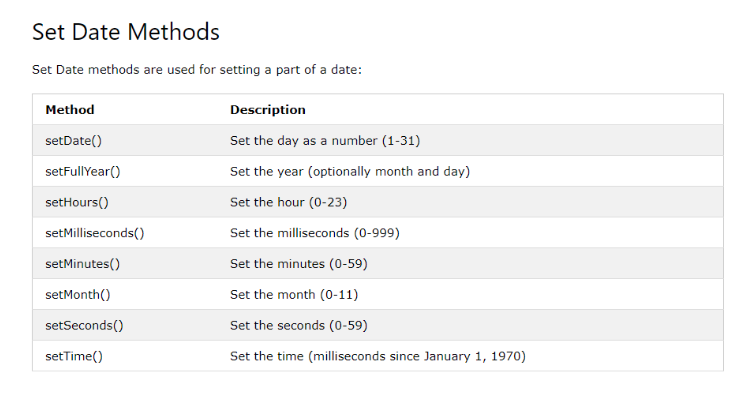 Set Date Methods
Set Date methods are used for setting a part of a date:
Method Description
setDate() Set the day as a number (1-31)
setFullYear() Set the year (optionally month and day)
setHours() Set the hour (0-23)
setMilliseconds() Set the milliseconds (0-999)
setMinutes() Set the minutes (0-59)
setMonth() Set the month (0-11)
setSeconds() Set the seconds (0-59)
setTime() Set the time (milliseconds since January 1, 1970)